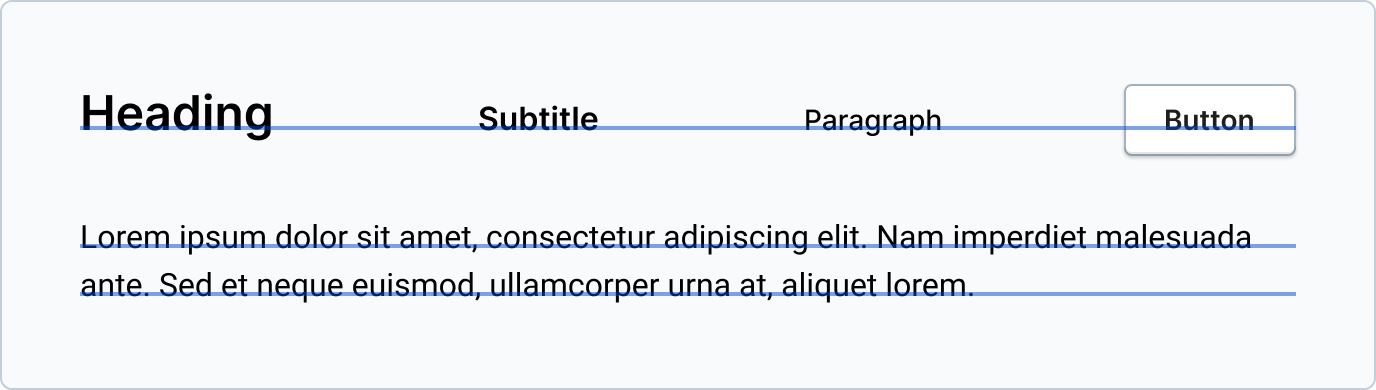 Heading Subtitle Paragraph Button
Lorem ipsum dolor sit amet, consectetur adipiscing elit. Nam imperdiet malesuada
ante. Sed et neque euismod, ullamcorper urna at, aliquet lorem.